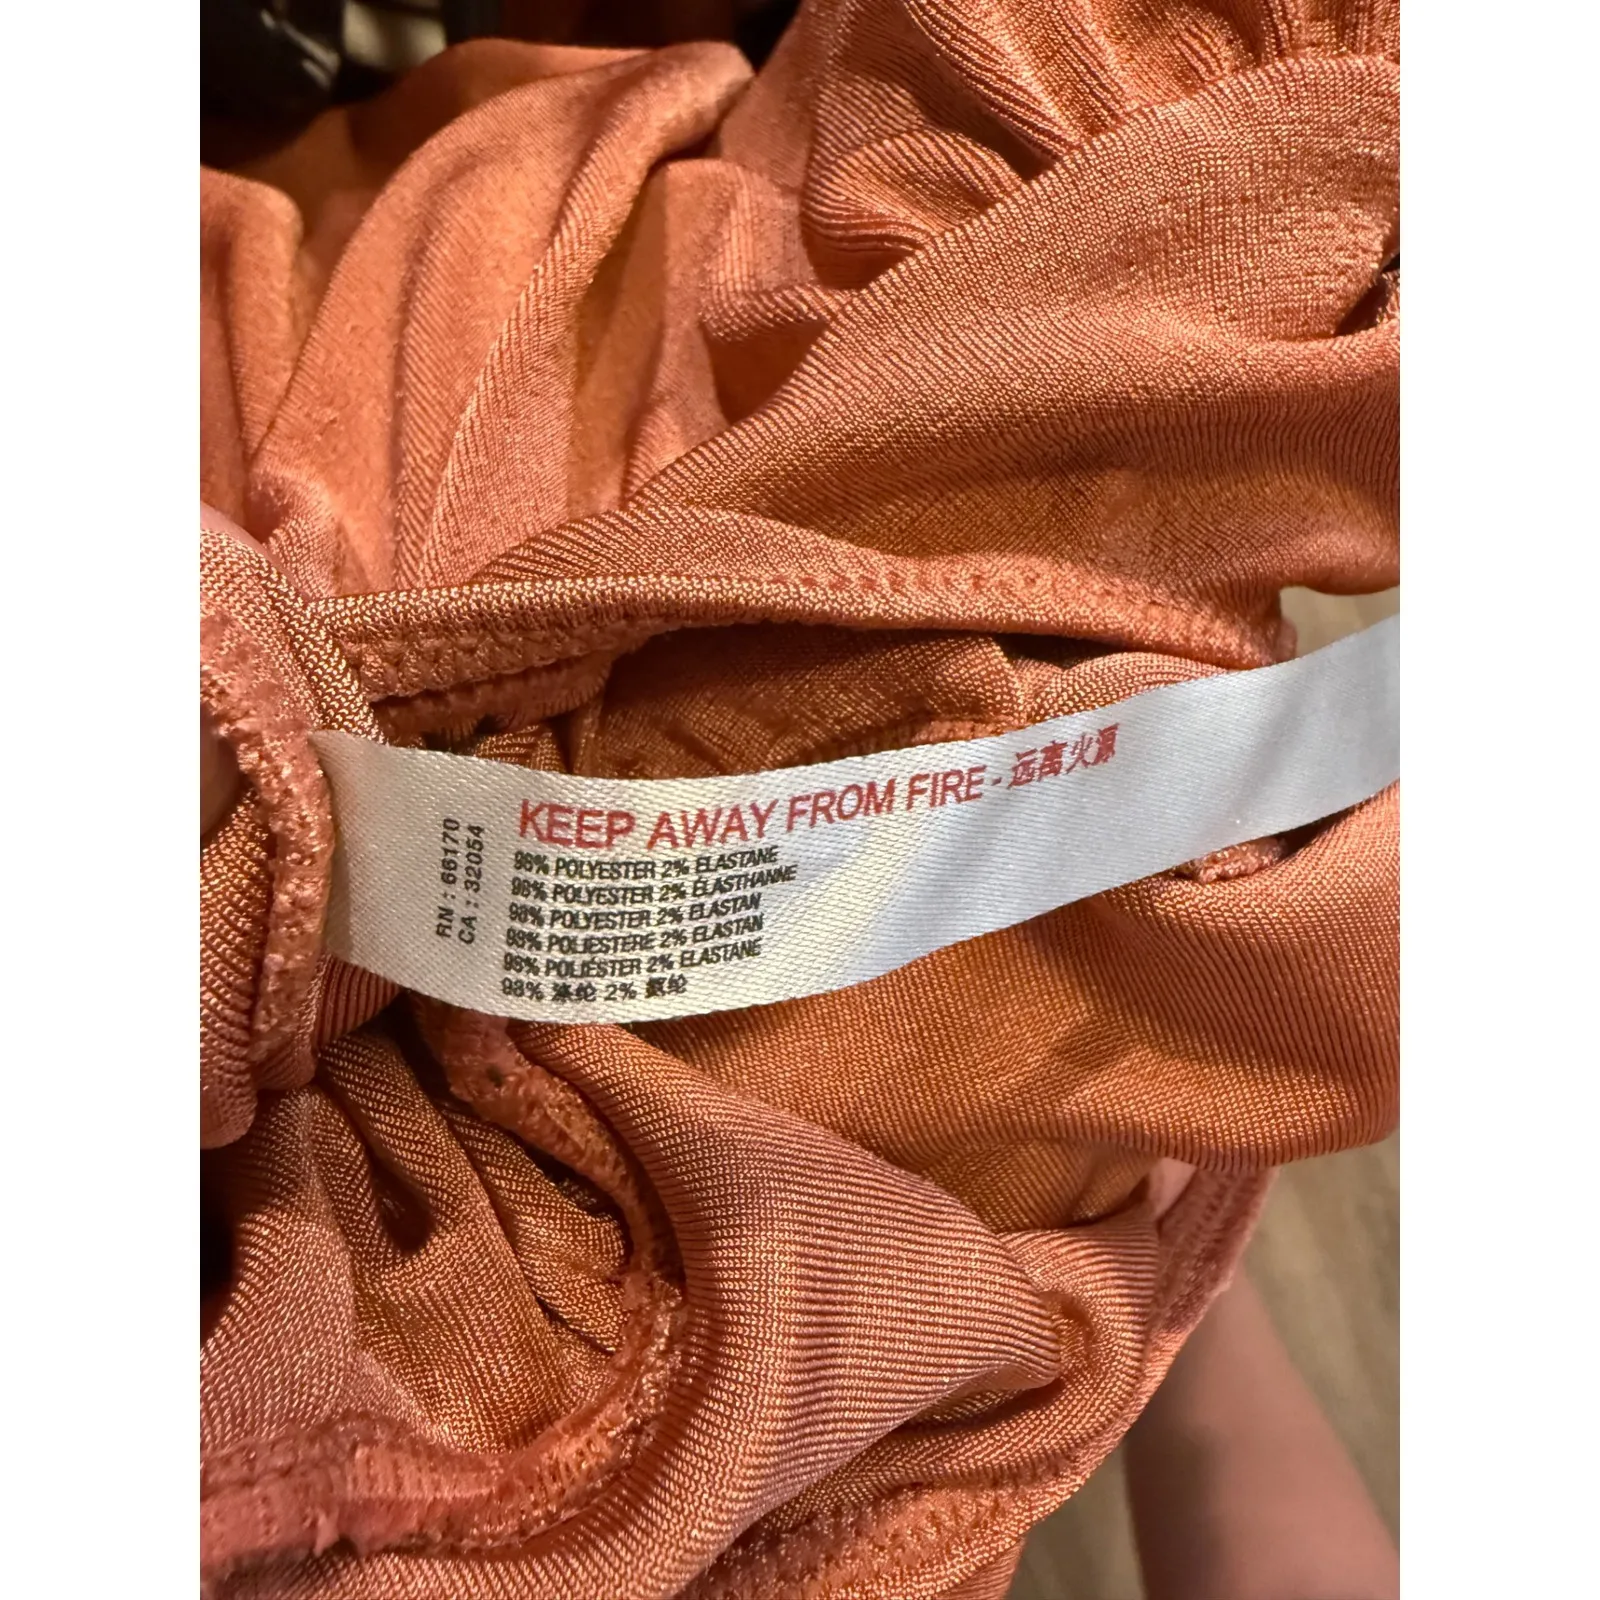 KEEP AWAY FROM FIRE - 远离火源
RN : 66170
CA : 32054
98% POLYESTER 2% ELASTANE
98% POLYESTER 2% ÉLASTHANNE
98% POLYESTER 2% ELASTAN
98% POLIESTERE 2% ELASTAN
98% POLIÉSTER 2% ELASTANE
98% 涤纶 2% 氨纶